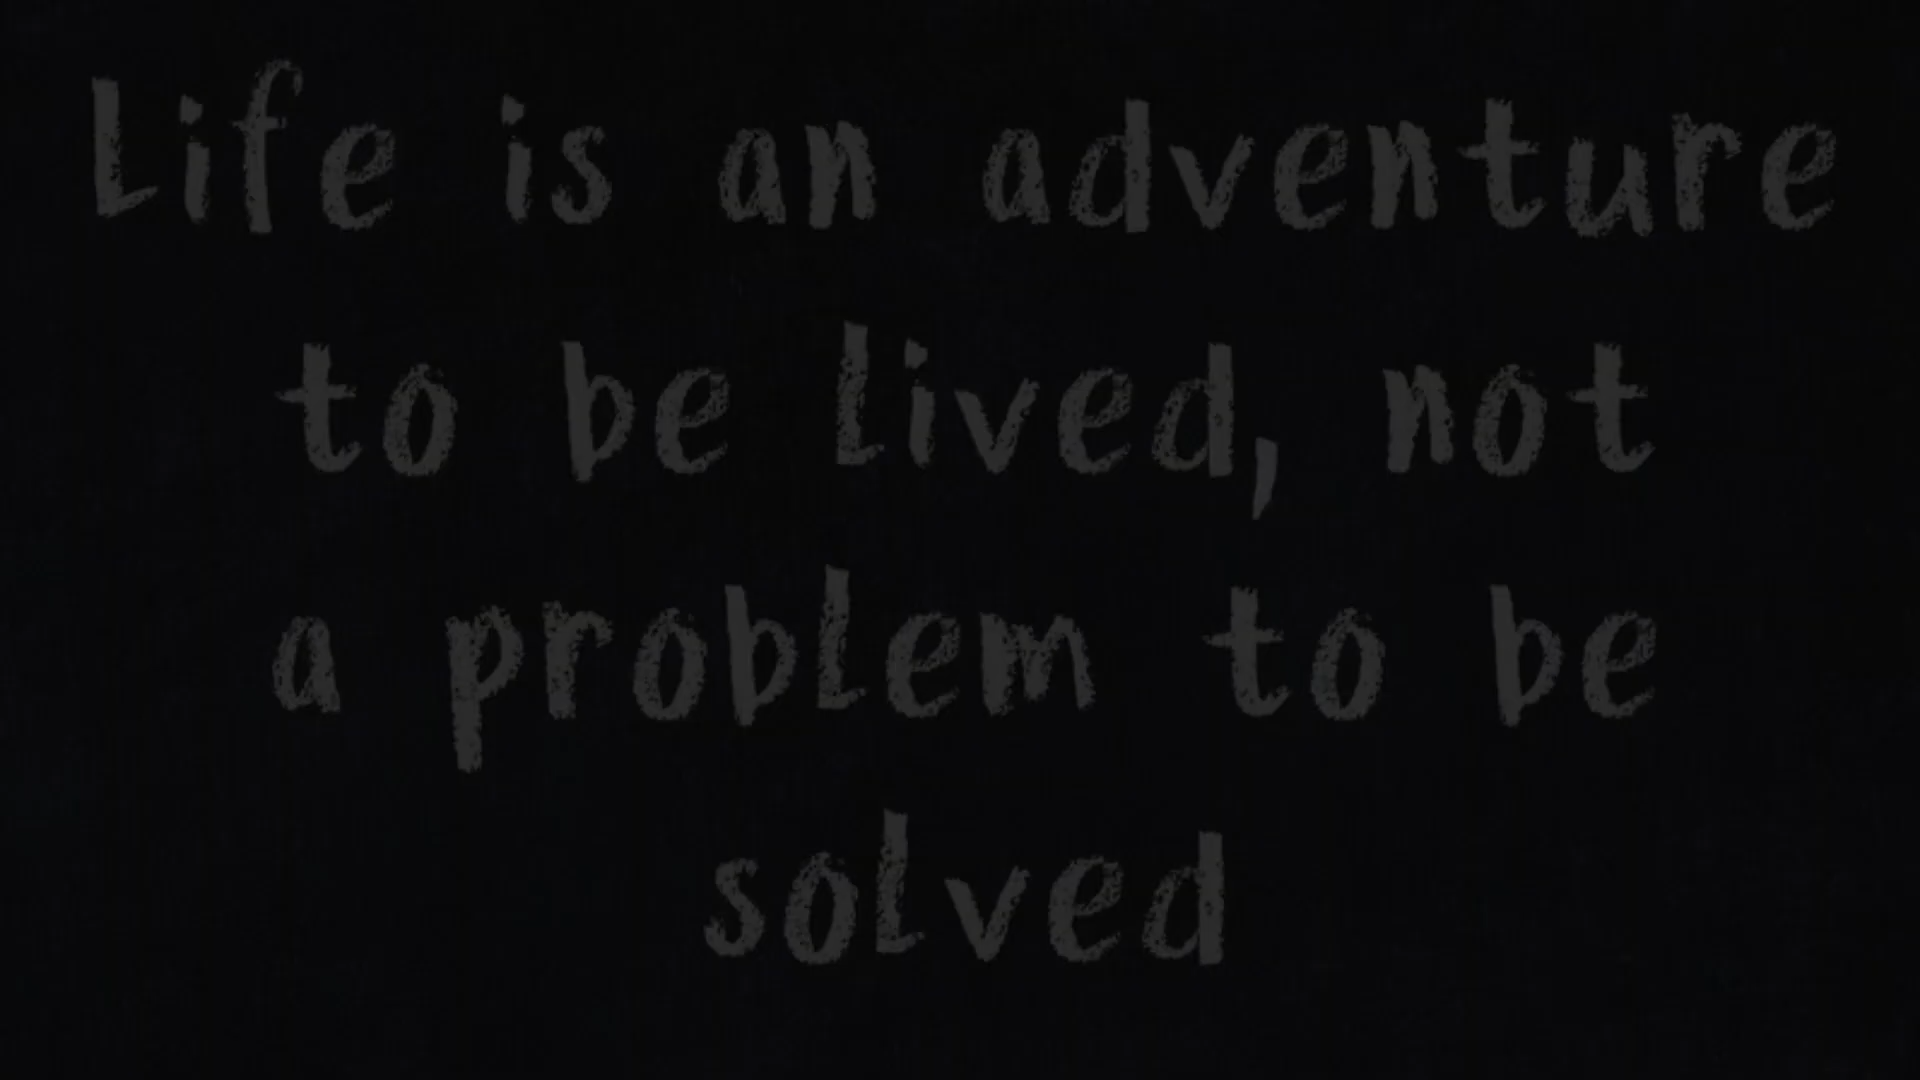 Life is an adventure
to be lived, not
a problem to be
solved